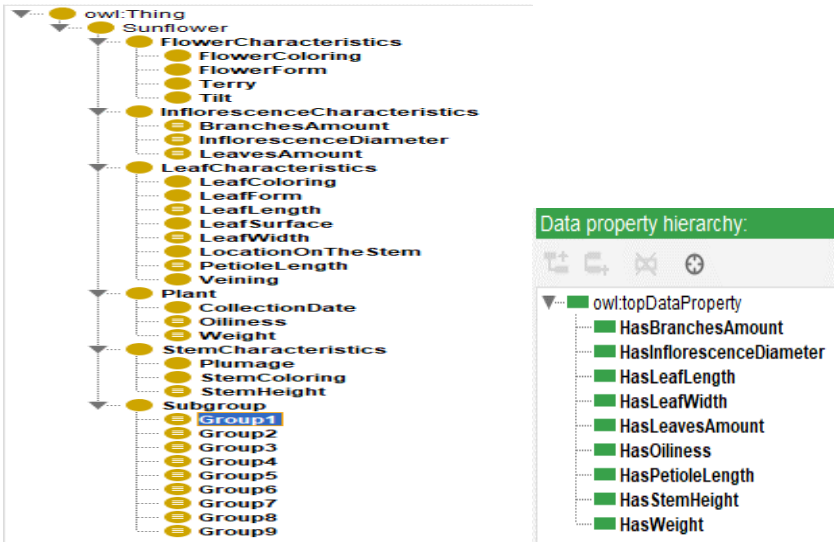 owl:Thing
Sunflower
FlowerCharacteristics
FlowerColoring
FlowerForm
Terry
Tilt
InflorescenceCharacteristics
BranchesAmount
InflorescenceDiameter
LeavesAmount
LeafCharacteristics
LeafColoring
LeafForm
LeafLength
LeafSurface
LeafWidth
LocationOnTheStem
PetioleLength
Veining
Plant
CollectionDate
Oiliness
Weight
StemCharacteristics
Plumage
StemColoring
StemHeight
Subgroup
Group1
Group2
Group3
Group4
Group5
Group6
Group7
Group8
Group9
Data property hierarchy:
owl:topDataProperty
HasBranchesAmount
HasInflorescenceDiameter
HasLeafLength
HasLeafWidth
HasLeavesAmount
HasOiliness
HasPetioleLength
HasStemHeight
HasWeight